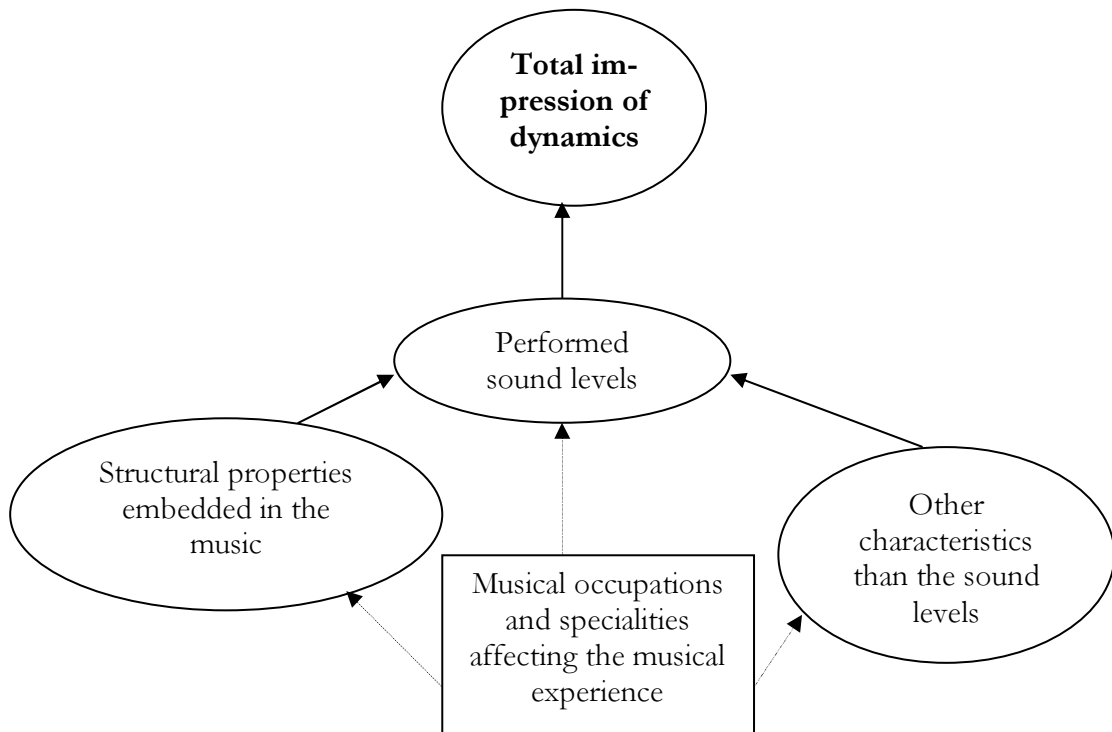 Total im-
pression of
dynamics
Performed
sound levels
Structural properties
embedded in the
music
Other
characteristics
than the sound
levels
Musical occupations
and specialities
affecting the musical
experience